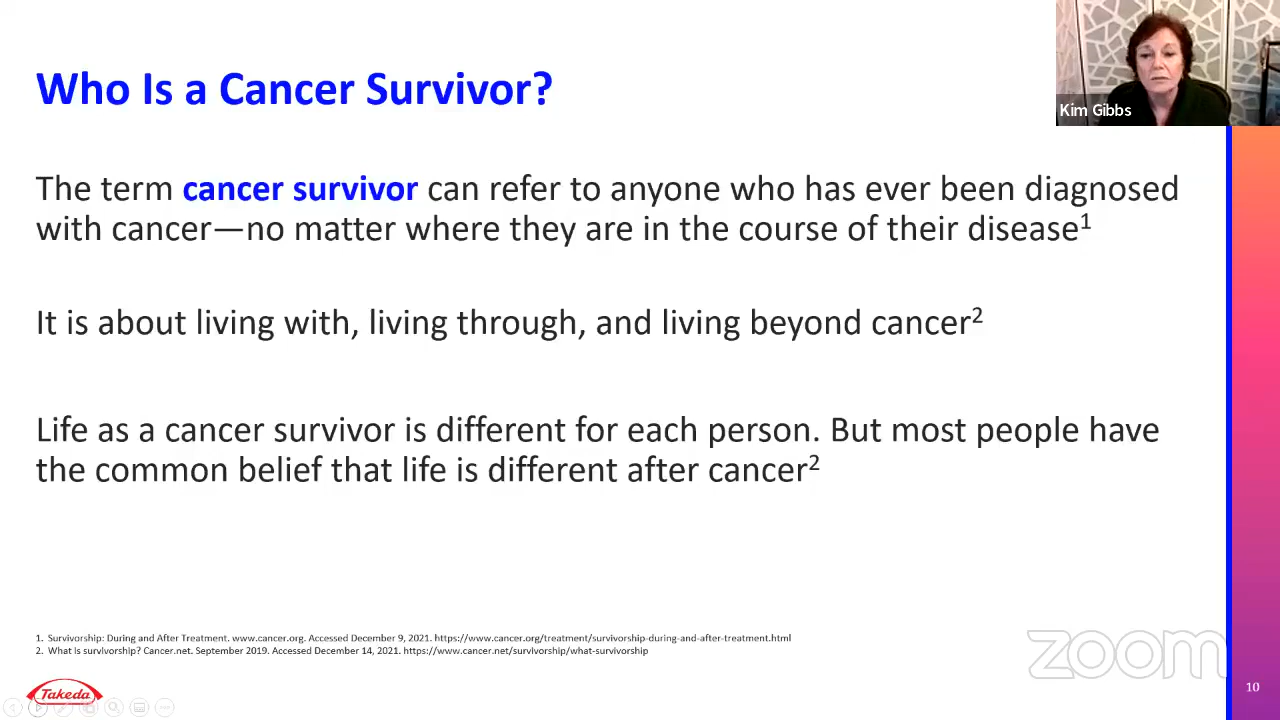 Who Is a Cancer Survivor?
Kim Gibbs
The term cancer survivor can refer to anyone who has ever been diagnosed
with cancer—no matter where they are in the course of their disease1
It is about living with, living through, and living beyond cancer2
Life as a cancer survivor is different for each person. But most people have
the common belief that life is different after cancer2
1. Survivorship: During and After Treatment. www.cancer.org. Accessed December 9, 2021. https://www.cancer.org/treatment/survivorship-during-and-after-treatment.html
2. What is survivorship? Cancer.net. September 2019. Accessed December 14, 2021. https://www.cancer.net/survivorship/what-survivorship
zoom
Takeda
10